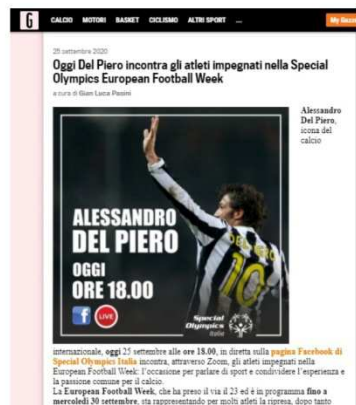 G CALCIO MOTORI BASKET CICLISMO ALTRI SPORT ... My Gazz
25 settembre 2020
Oggi Del Piero incontra gli atleti impegnati nella Special
Olympics European Football Week
a cura di Gian Luca Pasini
Alessandro
Del Piero,
icona del
calcio
DEL PIERO
10
ALESSANDRO
DEL PIERO
OGGI
ORE 18.00
f LIVE
Special
Olympics
Italia
internazionale, oggi 25 settembre alle ore 18.00, in diretta sulla pagina Facebook di
Special Olympics Italia incontra, attraverso Zoom, gli atleti impegnati nella
European Football Week: l'occasione per parlare di sport e condividere l'esperienza e
la passione comune per il calcio.
La European Football Week, che ha preso il via il 23 ed è in programma fino a
mercoledì 30 settembre, sta rappresentando per molti atleti la ripresa, dopo tanto